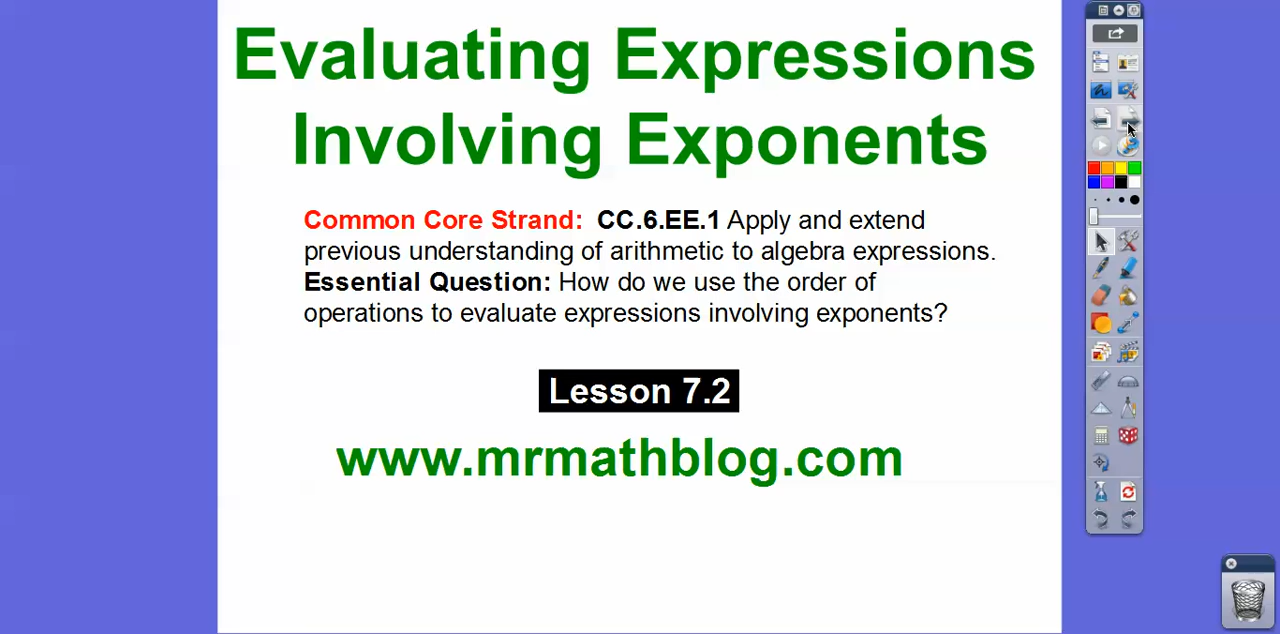 Evaluating Expressions
Involving Exponents
Common Core Strand: CC.6.EE.1 Apply and extend
previous understanding of arithmetic to algebra expressions.
Essential Question: How do we use the order of
operations to evaluate expressions involving exponents?
Lesson 7.2
www.mrmathblog.com